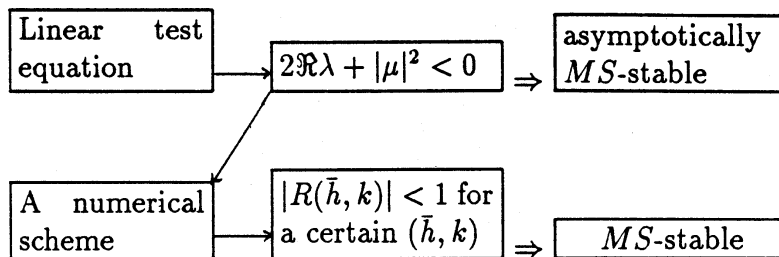 Linear test
equation
2ℜλ + |μ|² < 0
⇒
asymptotically
MS-stable
A numerical
scheme
|R(h̄, k)| < 1 for
a certain (h̄, k)
⇒
MS-stable